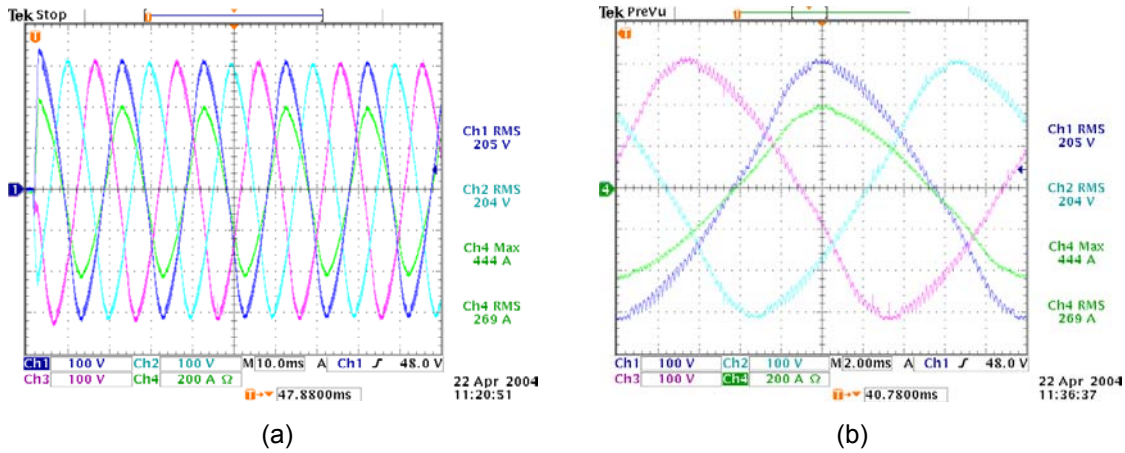 Tek Stop
T
T
Ch1 RMS
205 V
1
Ch2 RMS
204 V
Ch4 Max
444 A
Ch4 RMS
269 A
Ch1 100 V Ch2 100 V M 10.0ms A Ch1 ʃ 48.0 V
Ch3 100 V Ch4 200 A Ω
22 Apr 2004
T→▼ 47.8800ms 11:20:51
(a)
Tek PreVu
T
T
Ch1 RMS
205 V
4
Ch2 RMS
204 V
Ch4 Max
444 A
Ch4 RMS
269 A
Ch1 100 V Ch2 100 V M 2.00ms A Ch1 ʃ 48.0 V
Ch3 100 V Ch4 200 A Ω
22 Apr 2004
T→▼ 40.7800ms 11:36:37
(b)